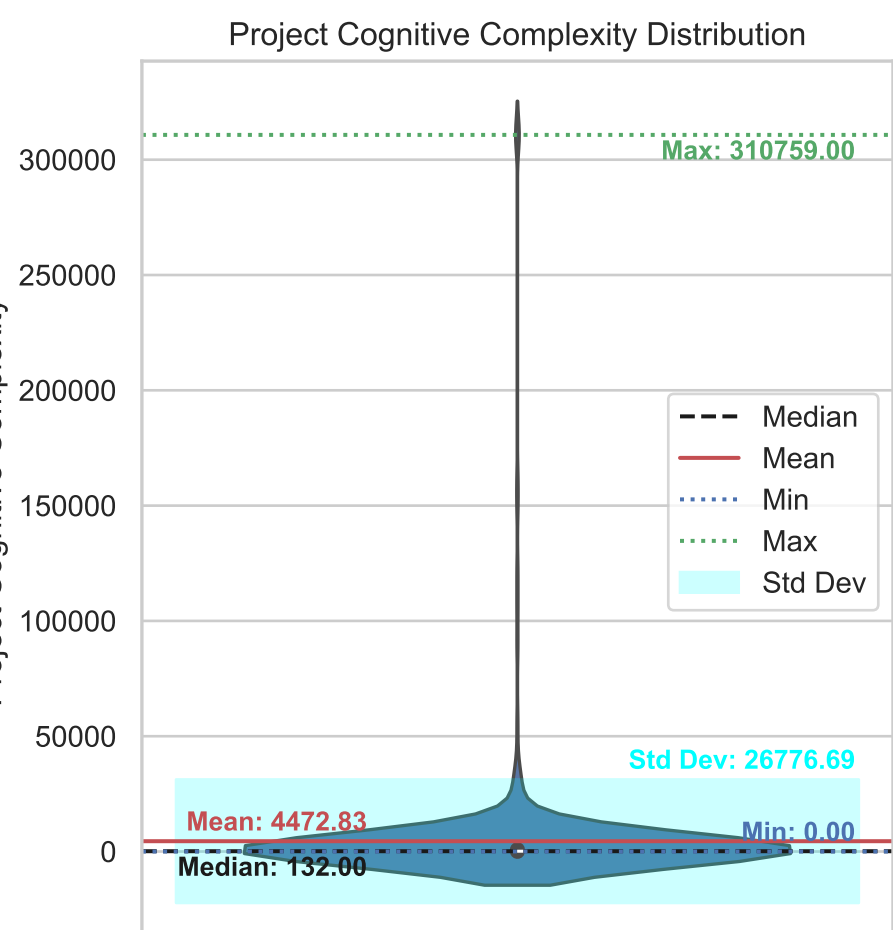 Project Cognitive Complexity Distribution
300000
250000
200000
150000
100000
50000
0
Max: 310759.00
Median
Mean
Min
Max
Std Dev
Std Dev: 26776.69
Mean: 4472.83
Min: 0.00
Median: 132.00